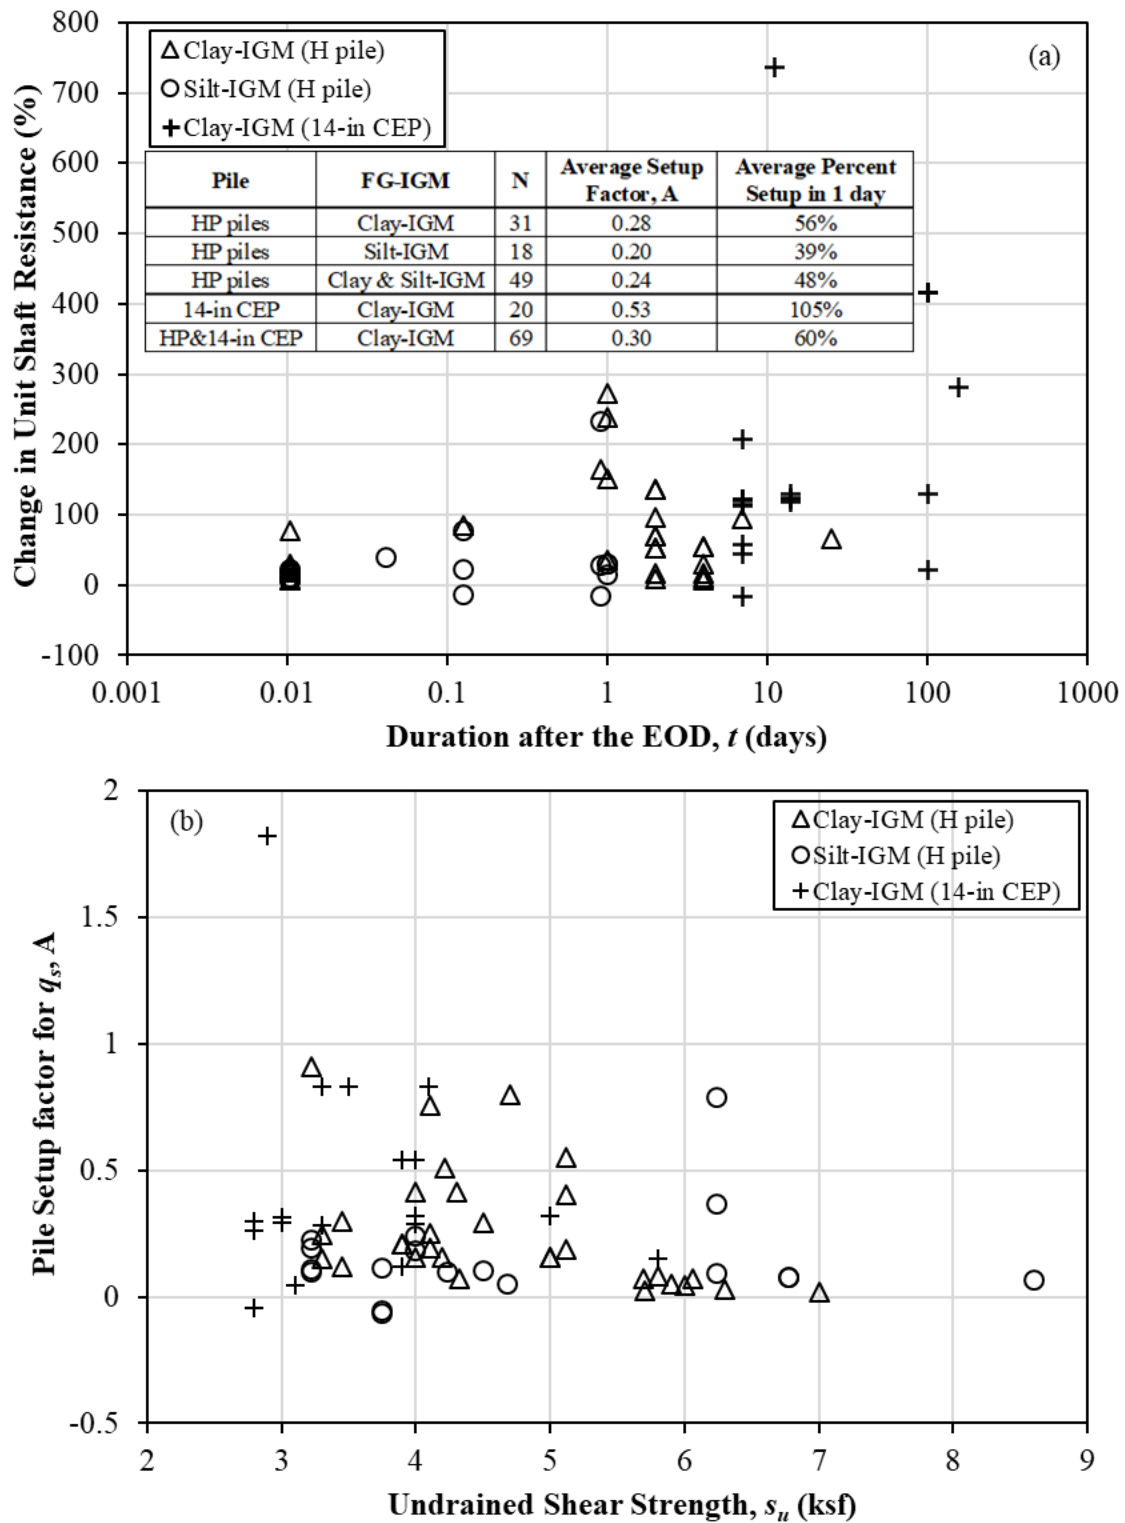 800
700
600
500
400
300
200
100
0
-100
Change in Unit Shaft Resistance (%)
(a)
Clay-IGM (H pile)
Silt-IGM (H pile)
Clay-IGM (14-in CEP)
Pile FG-IGM N Average Setup Factor, A Average Percent Setup in 1 day
HP piles Clay-IGM 31 0.28 56%
HP piles Silt-IGM 18 0.20 39%
HP piles Clay & Silt-IGM 49 0.24 48%
14-in CEP Clay-IGM 20 0.53 105%
HP&14-in CEP Clay-IGM 69 0.30 60%
0.001 0.01 0.1 1 10 100 1000
Duration after the EOD, t (days)
2
1.5
1
0.5
0
-0.5
Pile Setup factor for qs, A
(b)
Clay-IGM (H pile)
Silt-IGM (H pile)
Clay-IGM (14-in CEP)
2 3 4 5 6 7 8 9
Undrained Shear Strength, su (ksf)